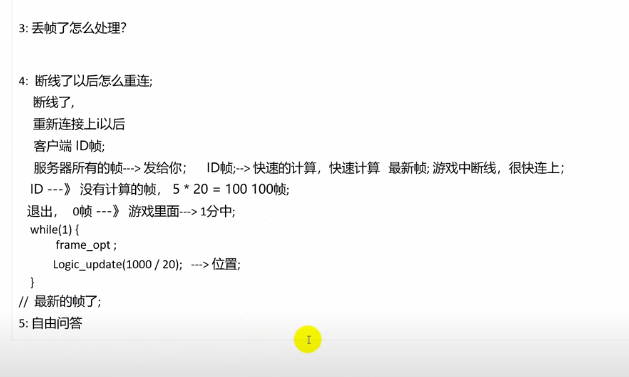 3: 丢帧了怎么处理?
4: 断线了以后怎么重连;
断线了,
重新连接上i以后
客户端 ID帧;
服务器所有的帧---> 发给你; ID帧;--> 快速的计算，快速计算 最新帧; 游戏中断线，很快连上;
ID ---》 没有计算的帧， 5 * 20 = 100 100帧;
退出， 0帧 ---》 游戏里面---> 1分中;
while(1) {
frame_opt ;
Logic_update(1000 / 20); ---> 位置;
}
// 最新的帧了;
5: 自由问答